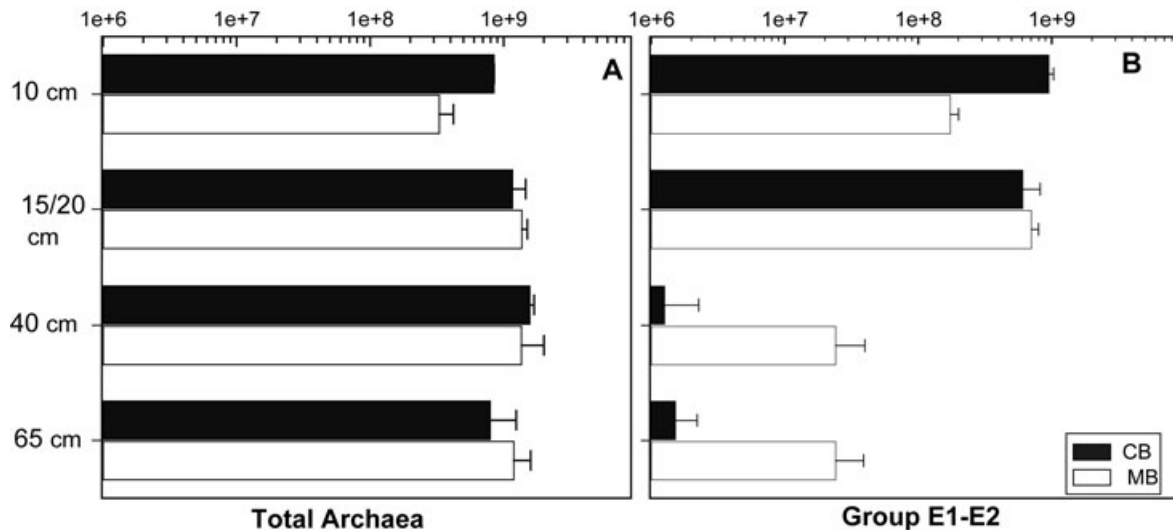 1e+6 1e+7 1e+8 1e+9 1e+6 1e+7 1e+8 1e+9
A B
10 cm
15/20
cm
40 cm
65 cm
CB
MB
Total Archaea Group E1-E2